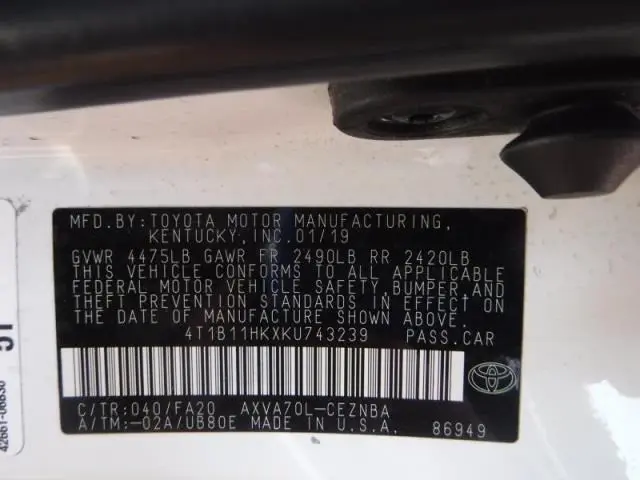 MFD.BY:TOYOTA MOTOR MANUFACTURING,
KENTUCKY,INC.01/19
GVWR 4475LB GAWR FR 2490LB RR 2420LB
THIS VEHICLE CONFORMS TO ALL APPLICABLE
FEDERAL MOTOR VEHICLE SAFETY, BUMPER AND
THEFT PREVENTION STANDARDS IN EFFECT ON
THE DATE OF MANUFACTURE SHOWN ABOVE.
4T1B11HKXKU743239 PASS.CAR
C/TR:040/FA20 AXVA70L-CEZNBA
A/TM:-02A/UB80E MADE IN U.S.A. 86949
51